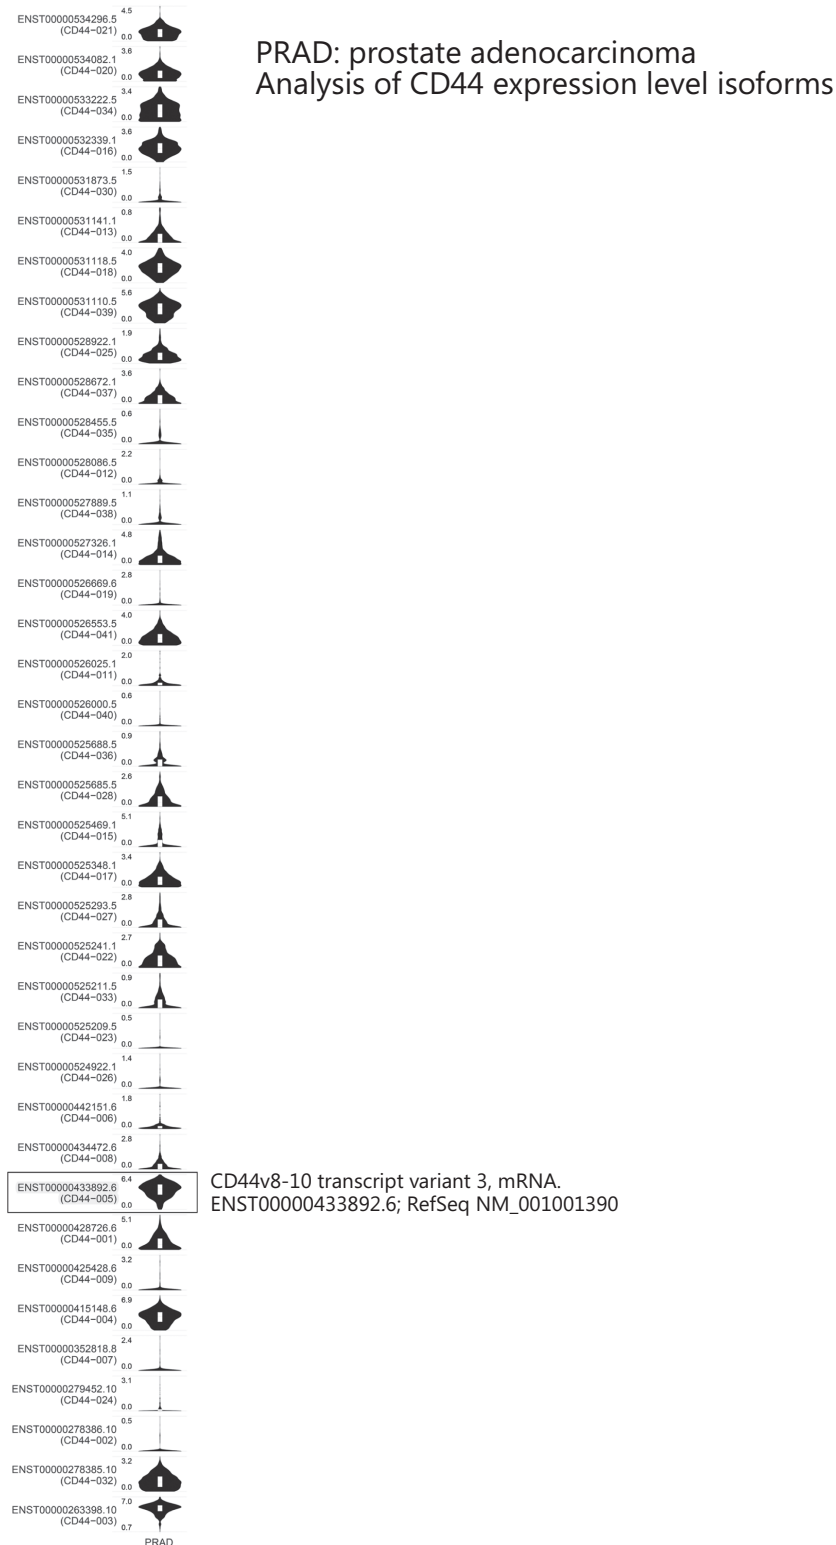 PRAD: prostate adenocarcinoma
Analysis of CD44 expression level isoforms
ENST00000534296.5 4.5
(CD44−021) 0.0
ENST00000534082.1 3.6
(CD44−020) 0.0
ENST00000533222.5 3.4
(CD44−034) 0.0
ENST00000532339.1 3.6
(CD44−016) 0.0
ENST00000531873.5 1.5
(CD44−030) 0.0
ENST00000531141.1 0.8
(CD44−013) 0.0
ENST00000531118.5 4.0
(CD44−018) 0.0
ENST00000531110.5 5.6
(CD44−039) 0.0
ENST00000528922.1 1.9
(CD44−025) 0.0
ENST00000528672.1 3.6
(CD44−037) 0.0
ENST00000528455.5 0.6
(CD44−035) 0.0
ENST00000528086.5 2.2
(CD44−012) 0.0
ENST00000527889.5 1.1
(CD44−038) 0.0
ENST00000527326.1 4.8
(CD44−014) 0.0
ENST00000526669.6 2.8
(CD44−019) 0.0
ENST00000526553.5 4.0
(CD44−041) 0.0
ENST00000526025.1 2.0
(CD44−011) 0.0
ENST00000526000.5 0.6
(CD44−040) 0.0
ENST00000525688.5 0.9
(CD44−036) 0.0
ENST00000525685.5 2.6
(CD44−028) 0.0
ENST00000525469.1 5.1
(CD44−015) 0.0
ENST00000525348.1 3.4
(CD44−017) 0.0
ENST00000525293.5 2.8
(CD44−027) 0.0
ENST00000525241.1 2.7
(CD44−022) 0.0
ENST00000525211.5 0.9
(CD44−033) 0.0
ENST00000525209.5 0.5
(CD44−023) 0.0
ENST00000524922.1 1.4
(CD44−026) 0.0
ENST00000442151.6 1.8
(CD44−006) 0.0
ENST00000434472.6 2.8
(CD44−008) 0.0
ENST00000433892.6 6.4
(CD44−005) 0.0
CD44v8-10 transcript variant 3, mRNA.
ENST00000433892.6; RefSeq NM_001001390
ENST00000428726.6 5.1
(CD44−001) 0.0
ENST00000425428.6 3.2
(CD44−009) 0.0
ENST00000415148.6 6.9
(CD44−004) 0.0
ENST00000352818.8 2.4
(CD44−007) 0.0
ENST00000279452.10 3.1
(CD44−024) 0.0
ENST00000278386.10 0.5
(CD44−002) 0.0
ENST00000278385.10 3.2
(CD44−032) 0.0
ENST00000263398.10 7.0
(CD44−003) 0.7
PRAD